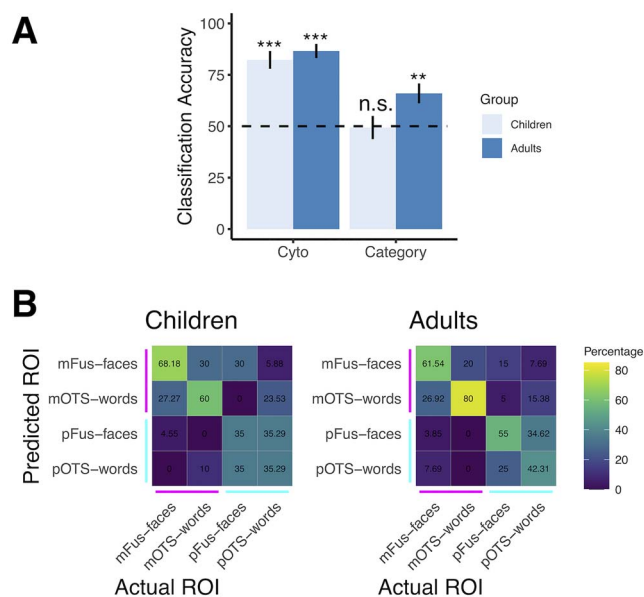 A
Classification Accuracy
100
75
50
25
0
***
***
n.s.
**
Cyto
Category
Group
Children
Adults
B
Children
Adults
Predicted ROI
mFus−faces
mOTS−words
pFus−faces
pOTS−words
68.18 30 30 5.88
27.27 60 0 23.53
4.55 0 35 35.29
0 10 35 35.29
mFus−faces
mOTS−words
pFus−faces
pOTS−words
Actual ROI
mFus−faces
mOTS−words
pFus−faces
pOTS−words
61.54 20 15 7.69
26.92 80 5 15.38
3.85 0 55 34.62
7.69 0 25 42.31
mFus−faces
mOTS−words
pFus−faces
pOTS−words
Actual ROI
Percentage
80
60
40
20
0